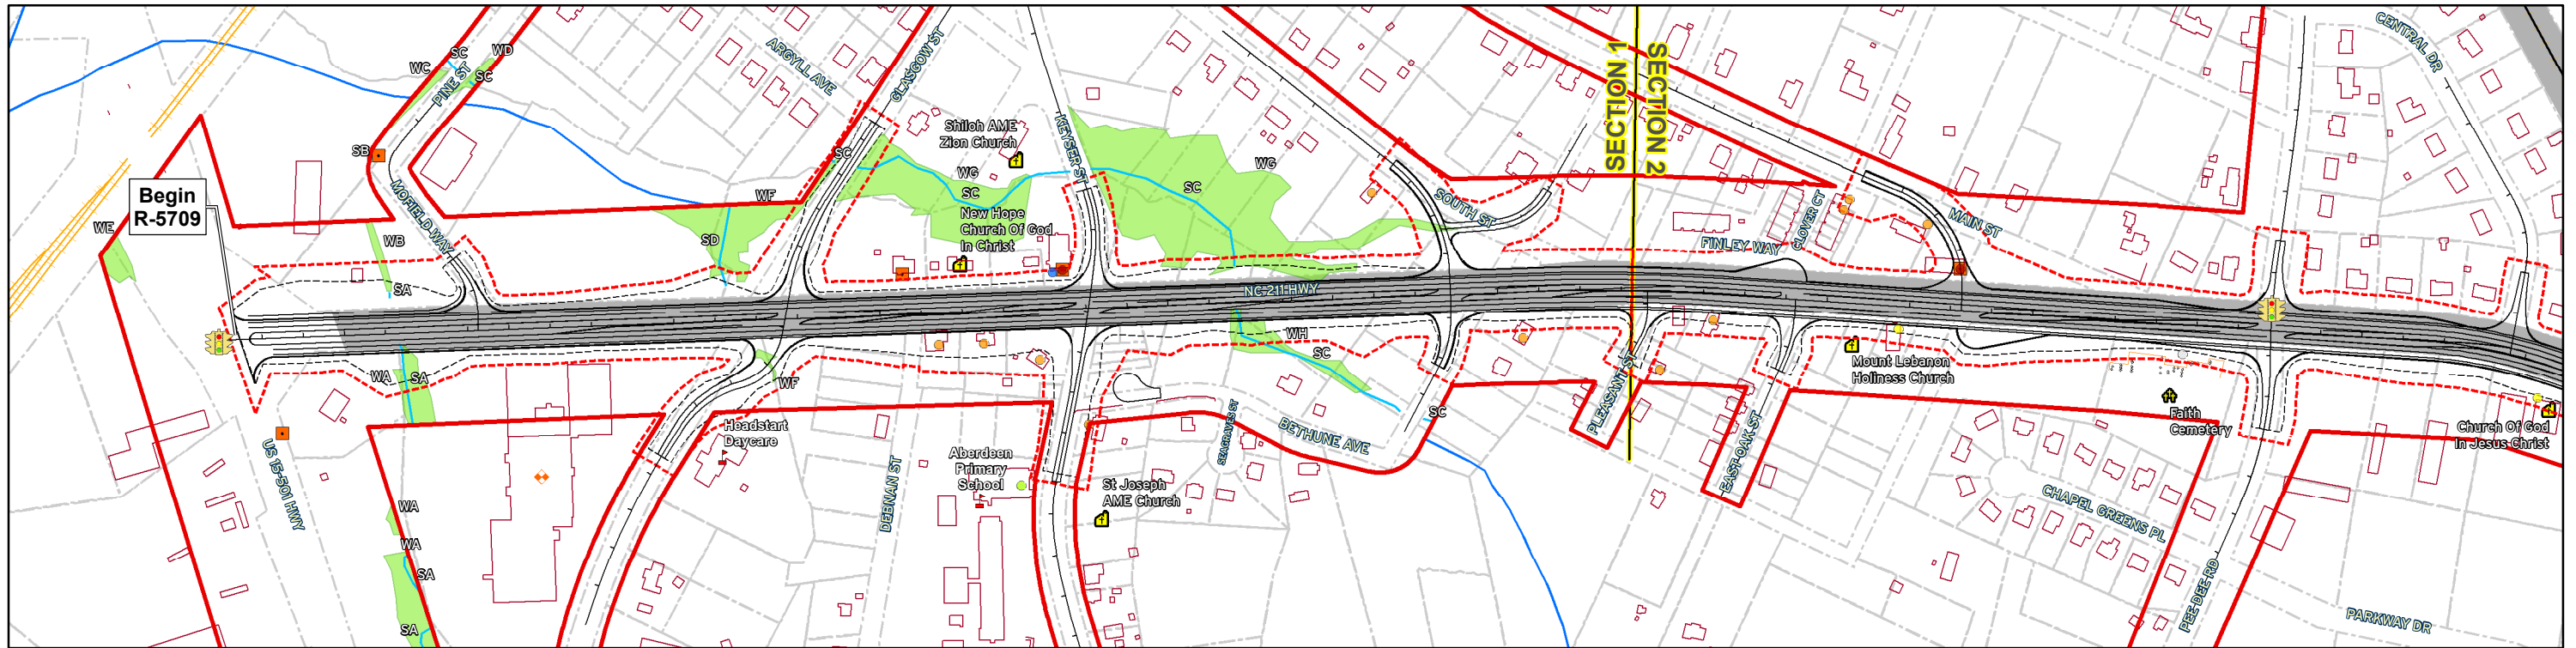 SC
WD
WC
SC
PINE ST
ARGYLL AVE
GLASGOW ST
SECTION 1
SECTION 2
CENTRAL DR
SB
Begin
R-5709
MOFIELD WAY
WE
WB
SA
WF
SD
SC
Shiloh AME
Zion Church
WG
SC
New Hope
Church Of God
In Christ
KEYSER ST
SC
WG
SOUTH ST
FINLEY WAY
CLOVER CT
MAIN ST
NC 211 HWY
WA
SA
WF
WH
SC
SC
US 15-501 HWY
WA
WA
SA
SA
Headstart
Daycare
DEBNAN ST
Aberdeen
Primary
School
St Joseph
AME Church
SEAGRAVES ST
BETHUNE AVE
PLEASANT ST
EAST OAK ST
Mount Lebanon
Holiness Church
Faith
Cemetery
Church Of God
In Jesus Christ
CHAPEL GREENS PL
PEE DEE RD
PARKWAY DR